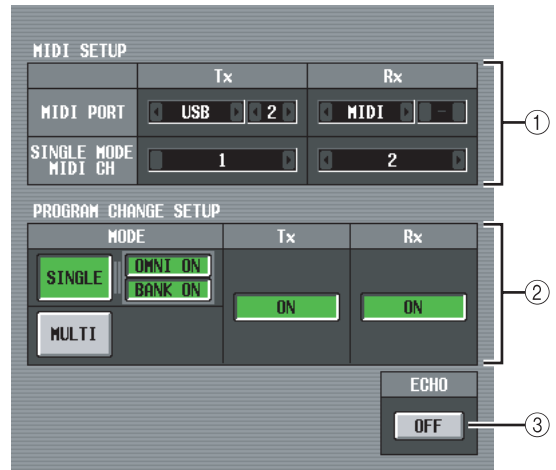 MIDI SETUP
Tx Rx
MIDI PORT USB 2 MIDI -
SINGLE MODE
MIDI CH 1 2
①
PROGRAM CHANGE SETUP
MODE Tx Rx
SINGLE OMNI ON
BANK ON
ON ON
MULTI
②
ECHO
OFF
③